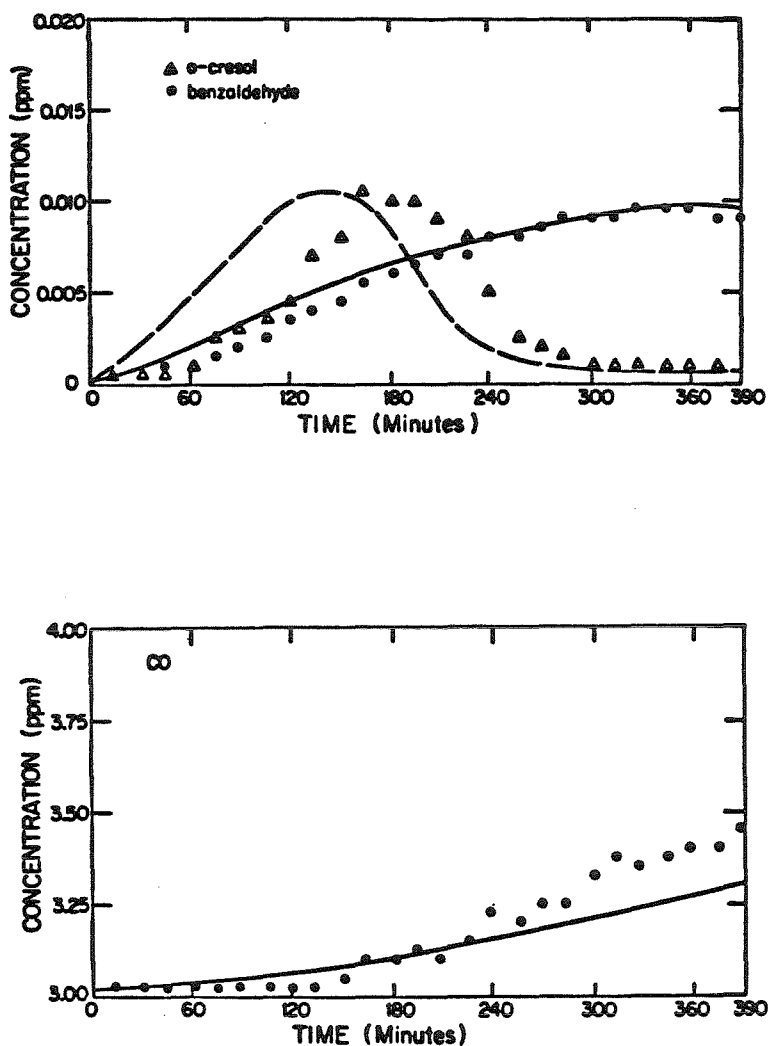 0.020
0.015
0.010
0.005
0
CONCENTRATION (ppm)
o-cresol
benzaldehyde
0 60 120 180 240 300 360 390
TIME (Minutes)
4.00
3.75
3.50
3.25
3.00
CONCENTRATION (ppm)
CO
0 60 120 180 240 300 360 390
TIME (Minutes)